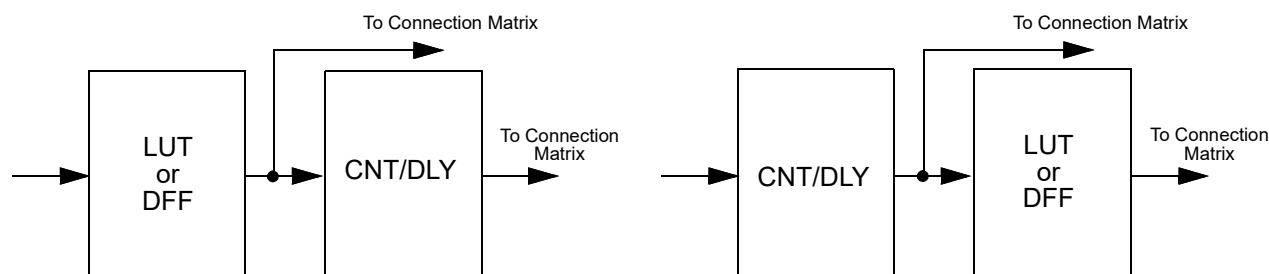 To Connection Matrix
LUT
or
DFF
CNT/DLY
To Connection
Matrix
To Connection Matrix
CNT/DLY
LUT
or
DFF
To Connection
Matrix